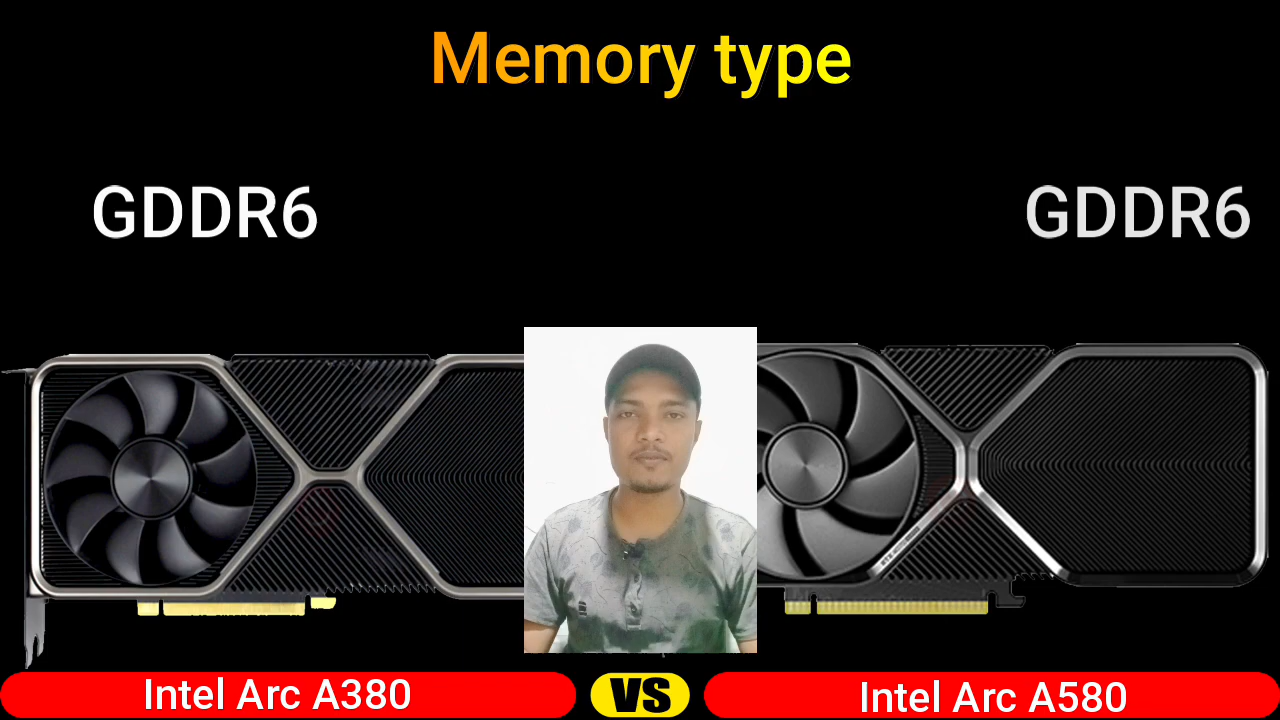 Memory type
GDDR6
GDDR6
Intel Arc A380
VS
Intel Arc A580